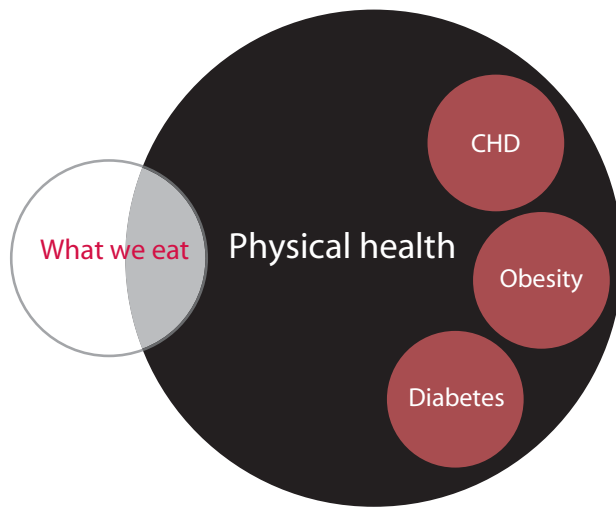 CHD
What we eat
Physical health
Obesity
Diabetes